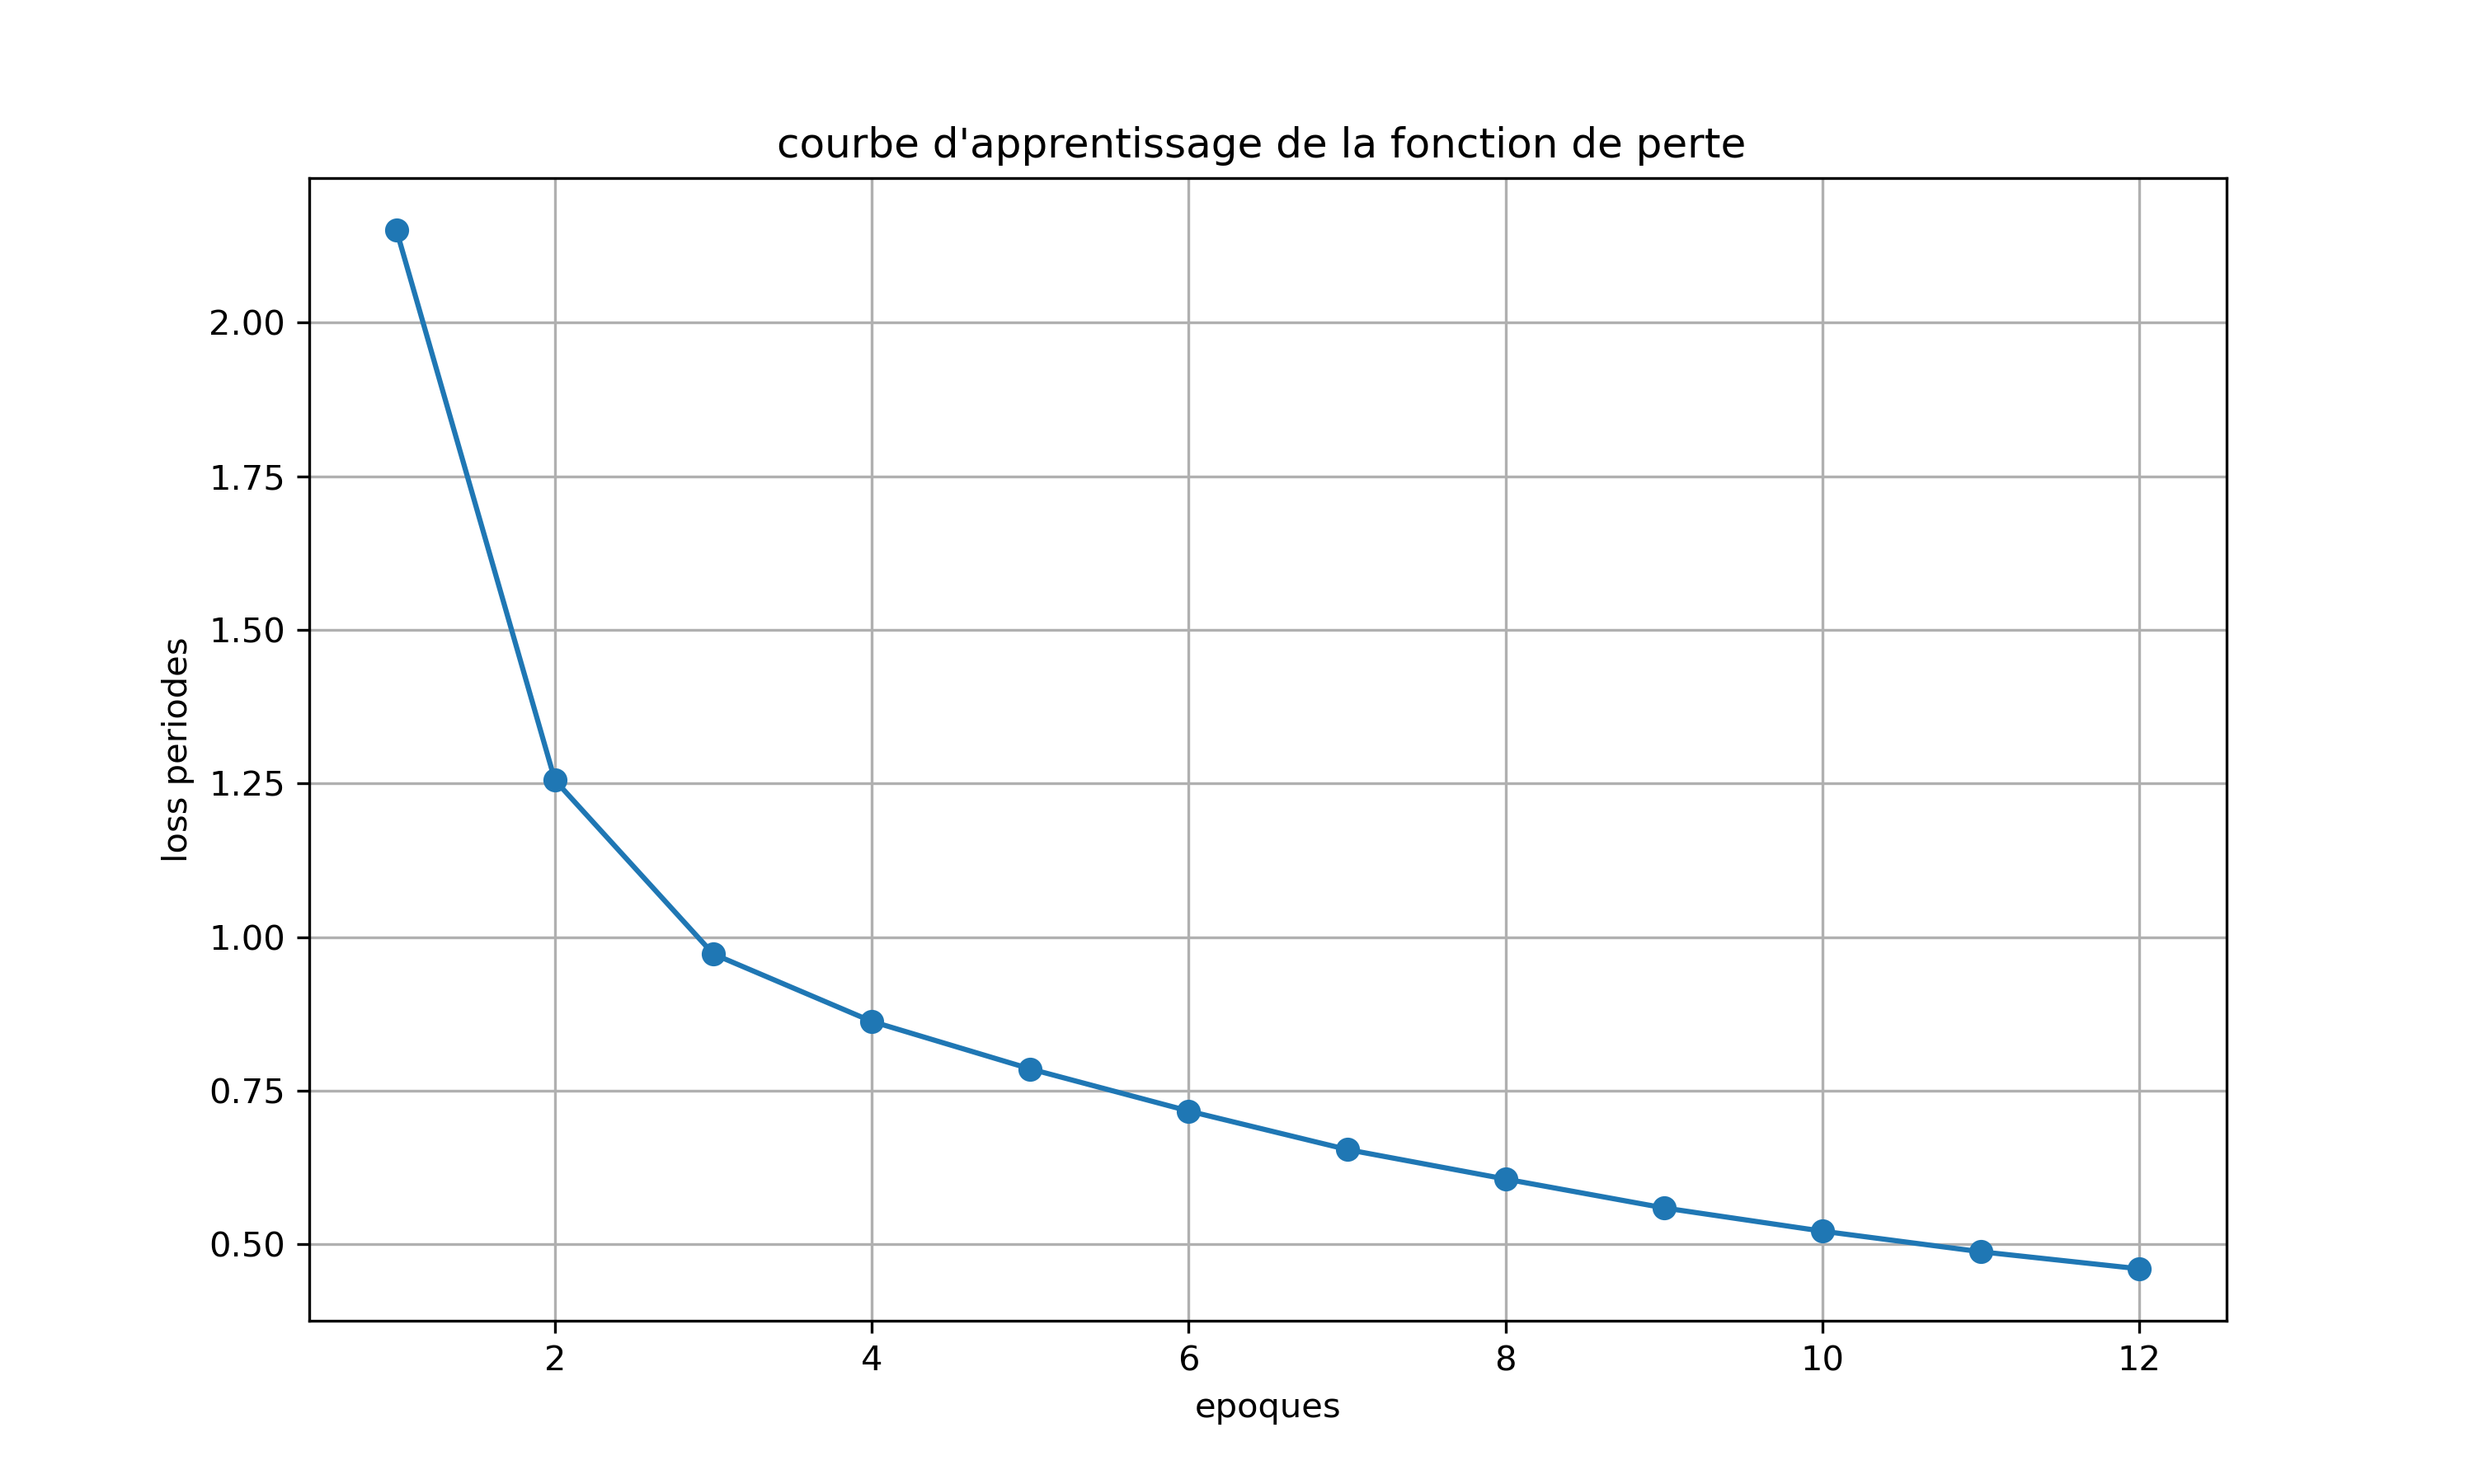 courbe d'apprentissage de la fonction de perte
loss periodes
2.00
1.75
1.50
1.25
1.00
0.75
0.50
2 4 6 8 10 12
epoques